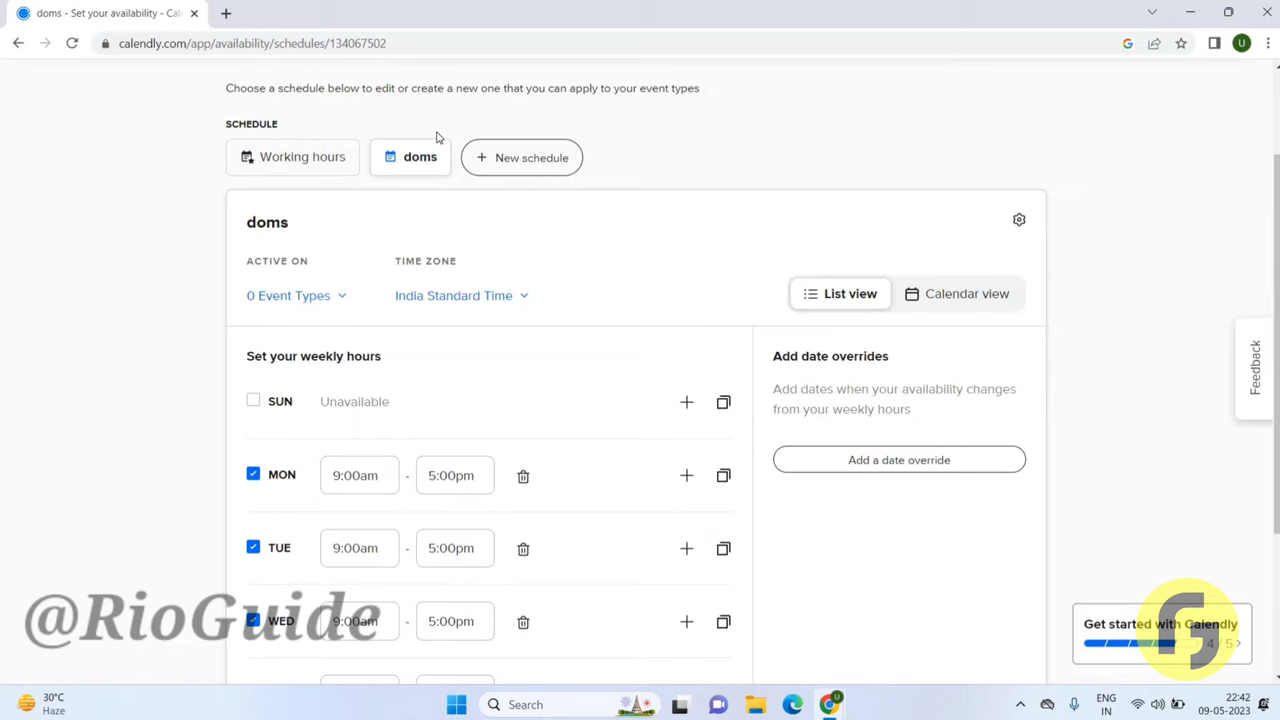 doms - Set your availability - Cal
calendly.com/app/availability/schedules/134067502
U
Choose a schedule below to edit or create a new one that you can apply to your event types
SCHEDULE
Working hours
doms
+ New schedule
doms
ACTIVE ON
TIME ZONE
0 Event Types
India Standard Time
List view
Calendar view
Set your weekly hours
Add date overrides
SUN Unavailable
Add dates when your availability changes
from your weekly hours
Add a date override
MON 9:00am - 5:00pm
TUE 9:00am - 5:00pm
WED 9:00am - 5:00pm
Feedback
@RioGuide
Get started with Calendly
4 / 5
30°C
Haze
Search
U
ENG
IN
22:42
09-05-2023